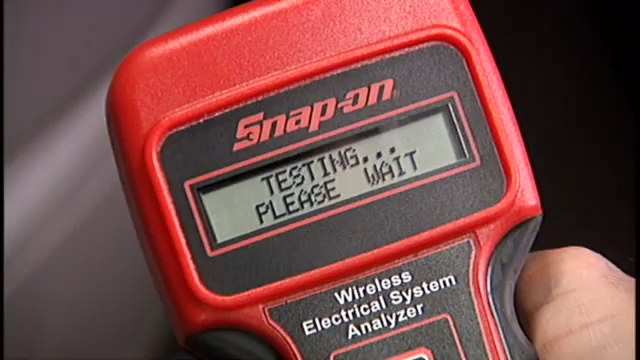 Snap-on
TESTING...
PLEASE WAIT
Wireless
Electrical System
Analyzer